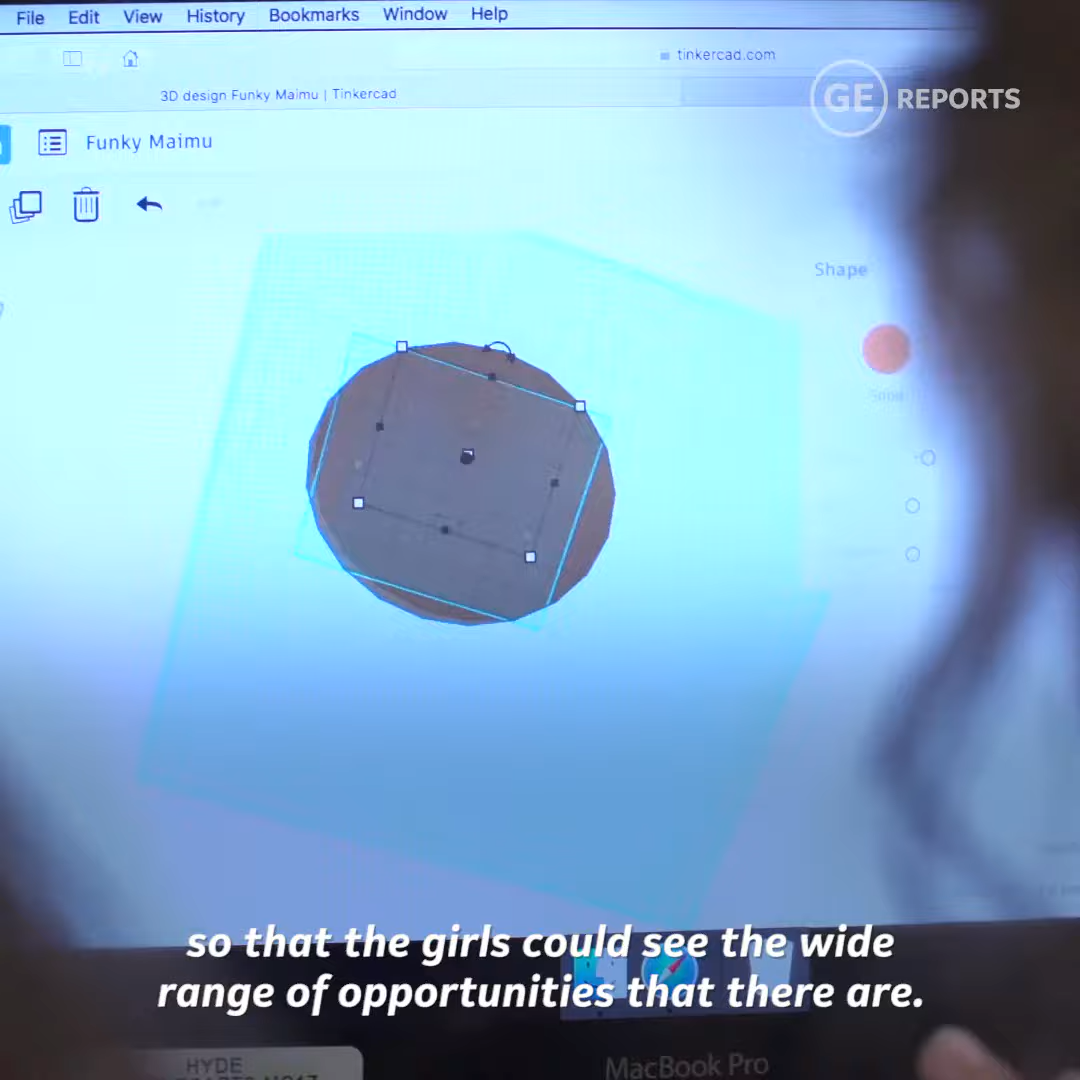 File Edit View History Bookmarks Window Help
tinkercad.com
3D design Funky Maimu | Tinkercad
GE REPORTS
Funky Maimu
Shape
so that the girls could see the wide
range of opportunities that there are.
HYDE
MacBook Pro